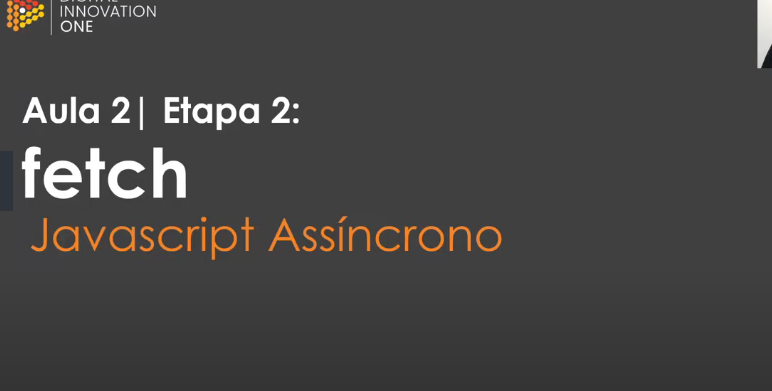 INNOVATION
ONE
Aula 2| Etapa 2:
fetch
Javascript Assíncrono